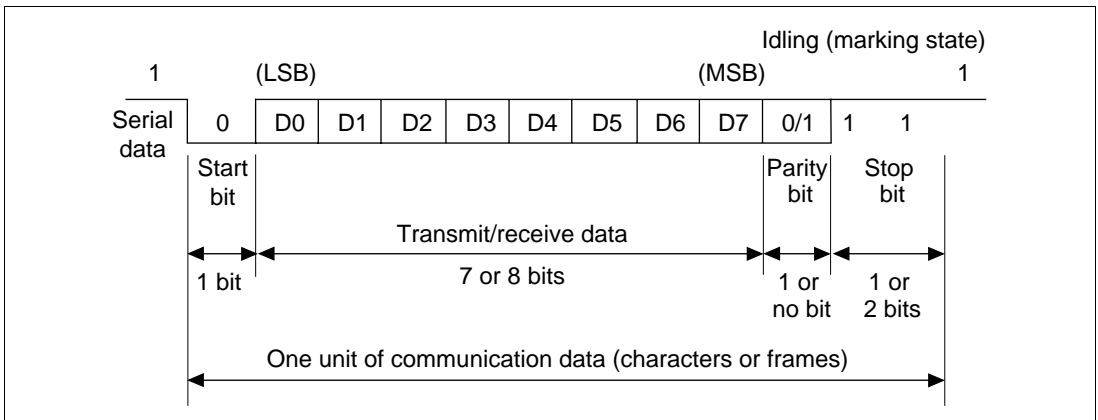 Idling (marking state)
1 (LSB) (MSB) 1
Serial
data
0 D0 D1 D2 D3 D4 D5 D6 D7 0/1 1 1
Start
bit
Parity
bit
Stop
bit
Transmit/receive data
1 bit
7 or 8 bits
1 or
no bit
1 or
2 bits
One unit of communication data (characters or frames)